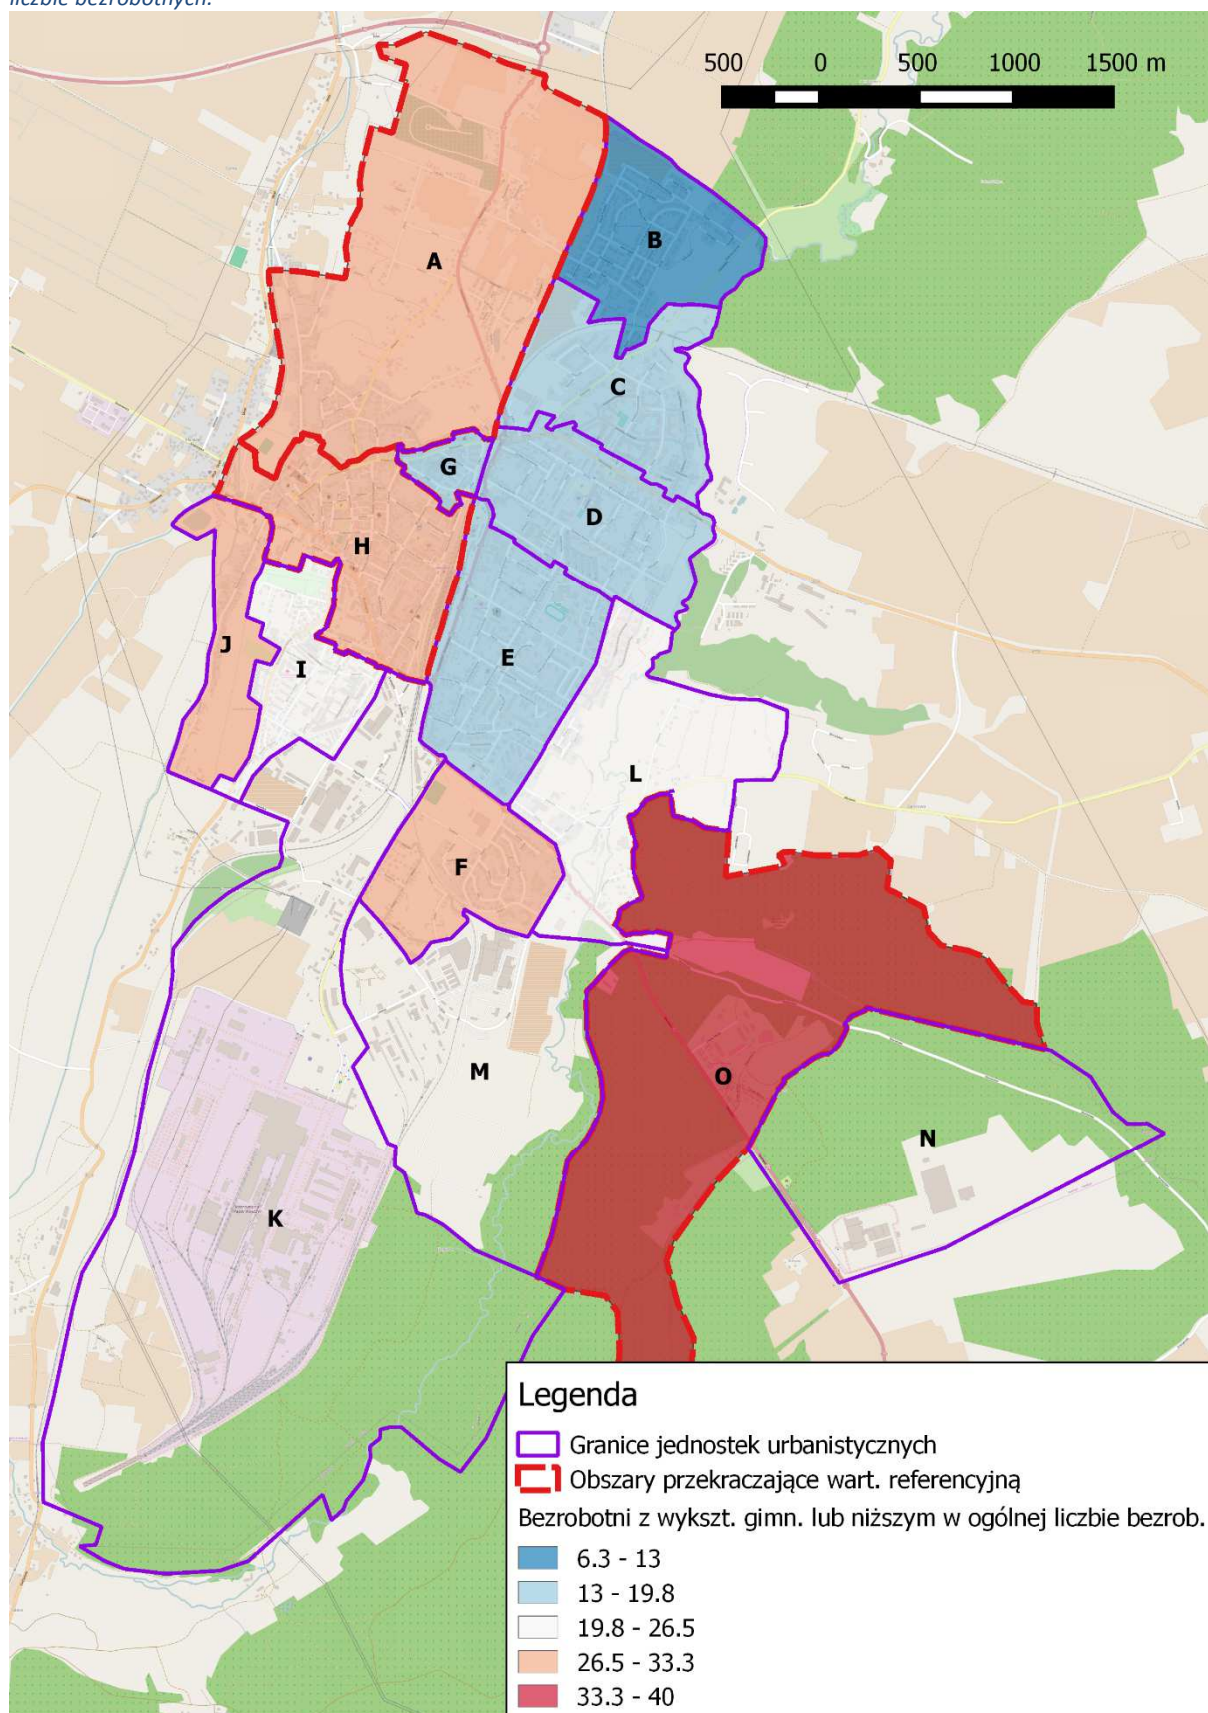 liczbie bezrobotnych.
500 0 500 1000 1500 m
A
B
C
G
D
H
E
J
I
L
F
O
M
N
K
Legenda
Granice jednostek urbanistycznych
Obszary przekraczające wart. referencyjną
Bezrobotni z wykszt. gimn. lub niższym w ogólnej liczbie bezrob.
6.3 - 13
13 - 19.8
19.8 - 26.5
26.5 - 33.3
33.3 - 40